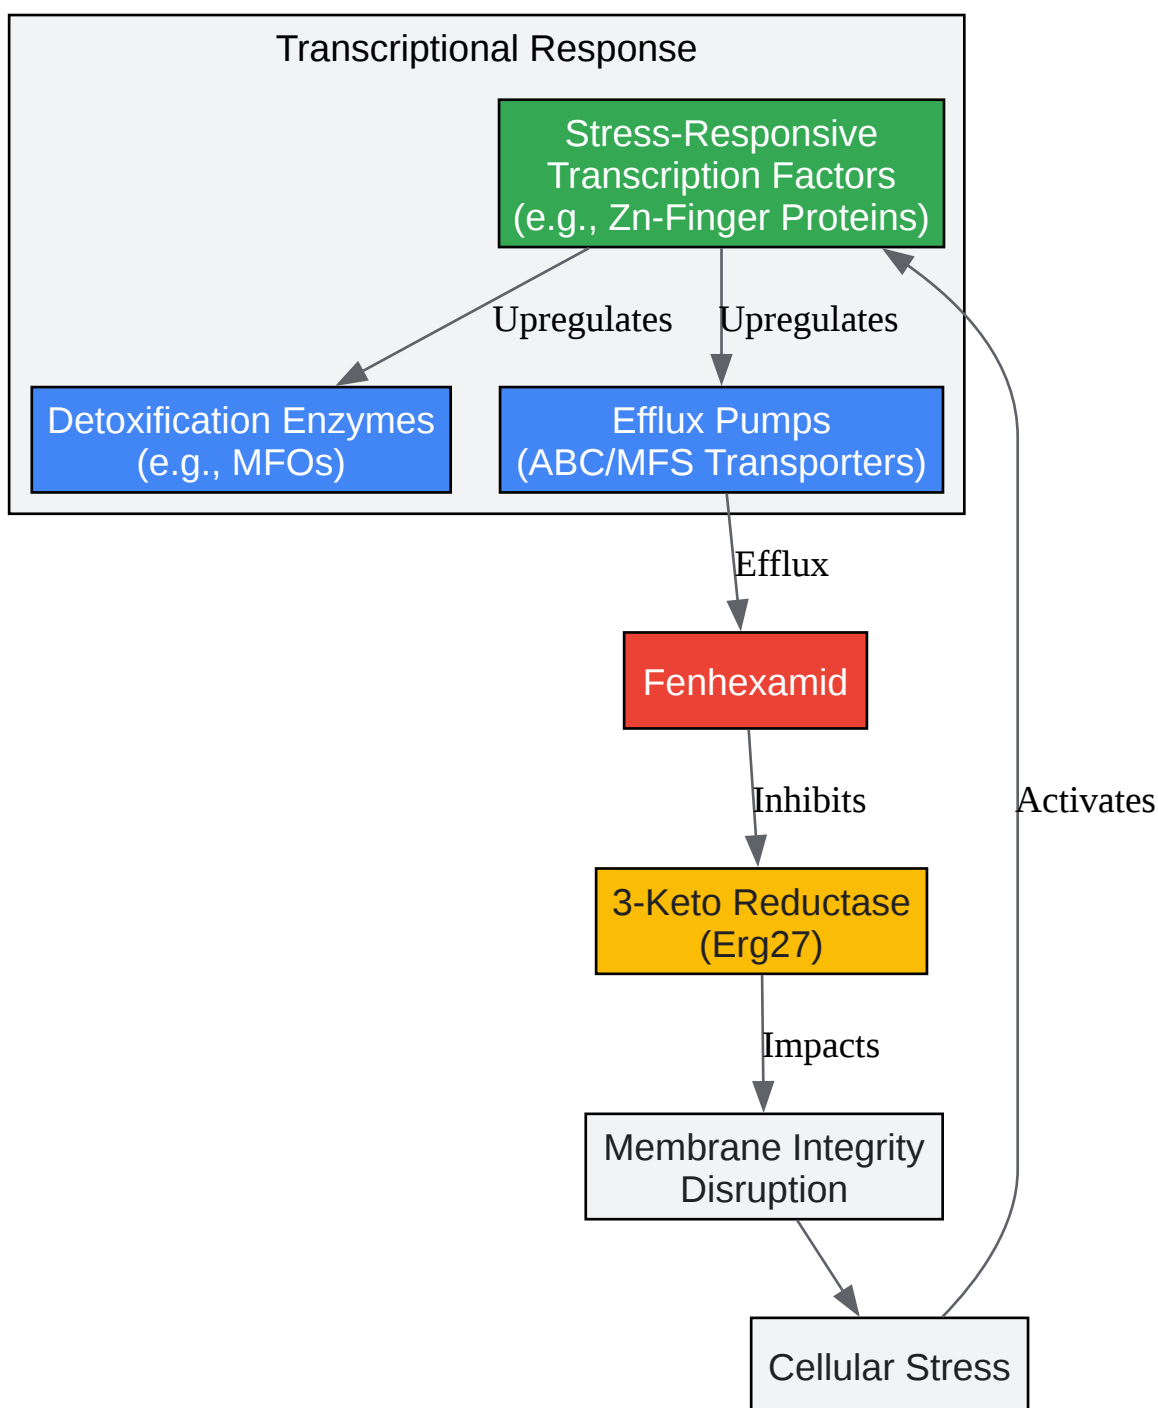 Transcriptional Response
Stress-Responsive
Transcription Factors
(e.g., Zn-Finger Proteins)
Upregulates
Upregulates
Detoxification Enzymes
(e.g., MFOs)
Efflux Pumps
(ABC/MFS Transporters)
Efflux
Fenhexamid
Inhibits
Activates
3-Keto Reductase
(Erg27)
Impacts
Membrane Integrity
Disruption
Cellular Stress